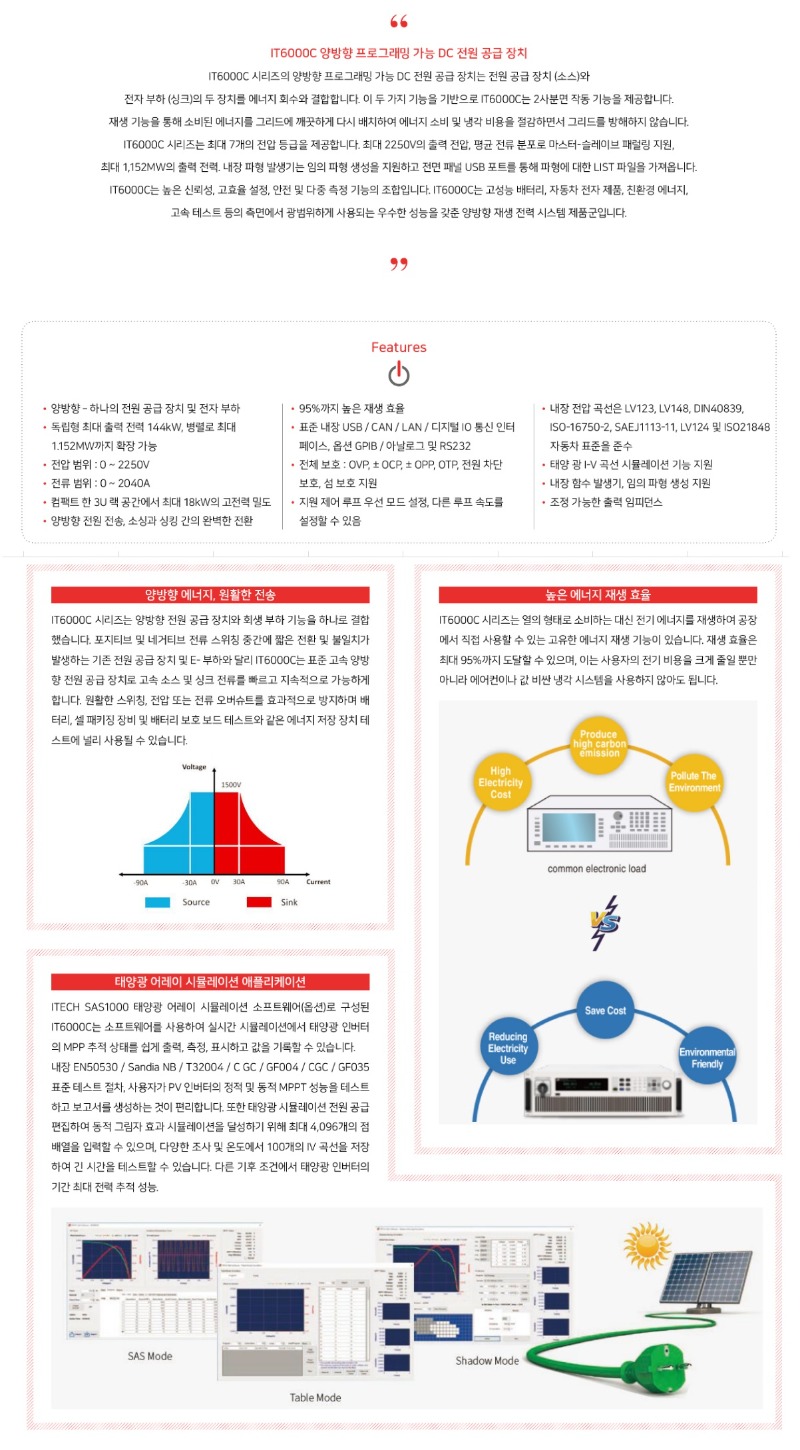 “
IT6000C 양방향 프로그래밍 가능 DC 전원 공급 장치
IT6000C 시리즈의 양방향 프로그래밍 가능 DC 전원 공급 장치는 전원 공급 장치 (소스)와
전자 부하 (싱크)의 두 장치를 에너지 회수와 결합합니다. 이 두 가지 기능을 기반으로 IT6000C는 2사분면 작동 기능을 제공합니다.
재생 기능을 통해 소비된 에너지를 그리드에 깨끗하게 다시 배치하여 에너지 소비 및 냉각 비용을 절감하면서 그리드를 방해하지 않습니다.
IT6000C 시리즈는 최대 7개의 전압 등급을 제공합니다. 최대 2250V의 출력 전압, 평균 전류 분포로 마스터-슬레이브 패럴링 지원,
최대 1,152MW의 출력 전력. 내장 파형 발생기는 임의 파형 생성을 지원하고 전면 패널 USB 포트를 통해 파형에 대한 LIST 파일을 가져옵니다.
IT6000C는 높은 신뢰성, 고효율 설정, 안전 및 다중 측정 기능의 조합입니다. IT6000C는 고성능 배터리, 자동차 전자 제품, 친환경 에너지,
고속 테스트 등의 측면에서 광범위하게 사용되는 우수한 성능을 갖춘 양방향 재생 전력 시스템 제품군입니다.
”
Features
• 양방향 – 하나의 전원 공급 장치 및 전자 부하
• 독립형 최대 출력 전력 144kW, 병렬로 최대
1.152MW까지 확장 가능
• 전압 범위 : 0 ~ 2250V
• 전류 범위 : 0 ~ 2040A
• 컴팩트 한 3U 랙 공간에서 최대 18kW의 고전력 밀도
• 양방향 전원 전송, 소싱과 싱킹 간의 완벽한 전환
• 95%까지 높은 재생 효율
• 표준 내장 USB / CAN / LAN / 디지털 IO 통신 인터
페이스, 옵션 GPIB / 아날로그 및 RS232
• 전체 보호 : OVP, ± OCP, ± OPP, OTP, 전원 차단
보호, 섬 보호 지원
• 지원 제어 루프 우선 모드 설정, 다른 루프 속도를
설정할 수 있음
• 내장 전압 곡선은 LV123, LV148, DIN40839,
ISO-16750-2, SAEJ1113-11, LV124 및 ISO21848
자동차 표준을 준수
• 태양 광 I-V 곡선 시뮬레이션 기능 지원
• 내장 함수 발생기, 임의 파형 생성 지원
• 조정 가능한 출력 임피던스
양방향 에너지, 원활한 전송
IT6000C 시리즈는 양방향 전원 공급 장치와 회생 부하 기능을 하나로 결합
했습니다. 포지티브 및 네거티브 전류 스위칭 중간에 짧은 전환 및 불일치가
발생하는 기존 전원 공급 장치 및 E- 부하와 달리 IT6000C는 표준 고속 양방
향 전원 공급 장치로 고속 소스 및 싱크 전류를 빠르고 지속적으로 가능하게
합니다. 원활한 스위칭, 전압 또는 전류 오버슈트를 효과적으로 방지하며 배
터리, 셀 패키징 장비 및 배터리 보호 보드 테스트와 같은 에너지 저장 장치 테
스트에 널리 사용될 수 있습니다.
Voltage
1500V
-90A -30A 0V 30A 90A Current
Source Sink
높은 에너지 재생 효율
IT6000C 시리즈는 열의 형태로 소비하는 대신 전기 에너지를 재생하여 공장
에서 직접 사용할 수 있는 고유한 에너지 재생 기능이 있습니다. 재생 효율은
최대 95%까지 도달할 수 있으며, 이는 사용자의 전기 비용을 크게 줄일 뿐만
아니라 에어컨이나 값 비싼 냉각 시스템을 사용하지 않아도 됩니다.
High
Electricity
Cost
Produce
high carbon
emission
Pollute The
Environment
common electronic load
VS
Reducing
Electricity
Use
Save Cost
Environmental
Friendly
태양광 어레이 시뮬레이션 애플리케이션
ITECH SAS1000 태양광 어레이 시뮬레이션 소프트웨어(옵션)로 구성된
IT6000C는 소프트웨어를 사용하여 실시간 시뮬레이션에서 태양광 인버터
의 MPP 추적 상태를 쉽게 출력, 측정, 표시하고 값을 기록할 수 있습니다.
내장 EN50530 / Sandia NB / T32004 / C GC / GF004 / CGC / GF035
표준 테스트 절차, 사용자가 PV 인버터의 정적 및 동적 MPPT 성능을 테스트
하고 보고서를 생성하는 것이 편리합니다. 또한 태양광 시뮬레이션 전원 공급
편집하여 동적 그림자 효과 시뮬레이션을 달성하기 위해 최대 4,096개의 점
배열을 입력할 수 있으며, 다양한 조사 및 온도에서 100개의 IV 곡선을 저장
하여 긴 시간을 테스트할 수 있습니다. 다른 기후 조건에서 태양광 인버터의
기간 최대 전력 추적 성능.
SAS Mode
Table Mode
Shadow Mode